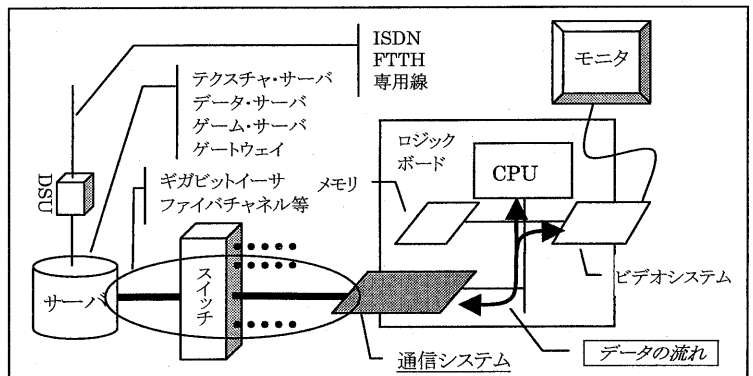 ISDN
FTTH
専用線
モニタ
テクスチャ・サーバ
データ・サーバ
ゲーム・サーバ
ゲートウェイ
ロジック
ボード
CPU
DSU
ギガビットイーサ
ファイバチャネル等
メモリ
スイッチ
サーバ
ビデオシステム
通信システム
データの流れ